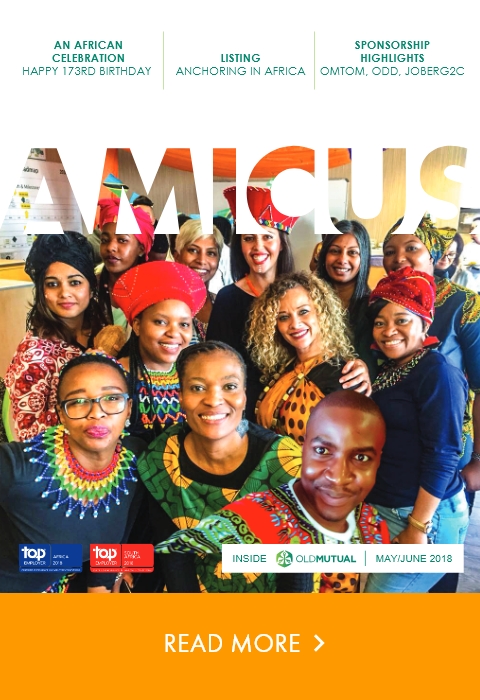 AN AFRICAN
CELEBRATION
HAPPY 173RD BIRTHDAY
LISTING
ANCHORING IN AFRICA
SPONSORSHIP
HIGHLIGHTS
OMTOM, ODD, JOBERG2C
AMICUS
top
EMPLOYER
AFRICA
2018
top
EMPLOYER
SOUTH
AFRICA
2018
INSIDE OLDMUTUAL MAY/JUNE 2018
READ MORE